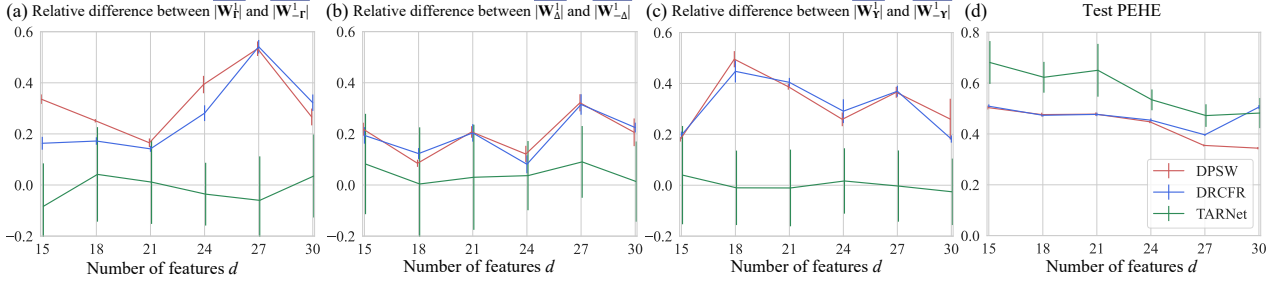 (a) Relative difference between |W¹_Γ| and |W¹_−Γ|
0.6
0.4
0.2
0.0
−0.2
15 18 21 24 27 30
Number of features d
(b) Relative difference between |W¹_Δ| and |W¹_−Δ|
0.6
0.4
0.2
0.0
−0.2
15 18 21 24 27 30
Number of features d
(c) Relative difference between |W¹_Υ| and |W¹_−Υ|
0.6
0.4
0.2
0.0
−0.2
15 18 21 24 27 30
Number of features d
(d) Test PEHE
0.8
0.6
0.4
0.2
0.0
DPSW
DRCFR
TARNet
15 18 21 24 27 30
Number of features d